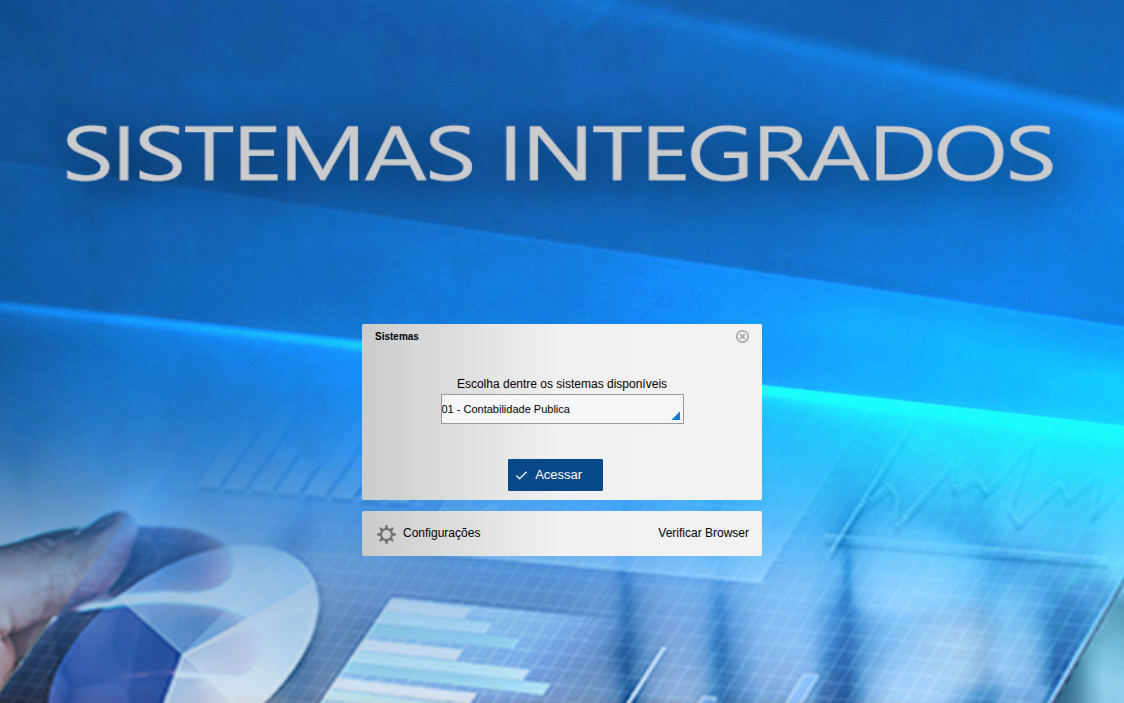 SISTEMAS INTEGRADOS
Sistemas
Escolha dentre os sistemas disponíveis
01 - Contabilidade Publica
Acessar
Configurações
Verificar Browser